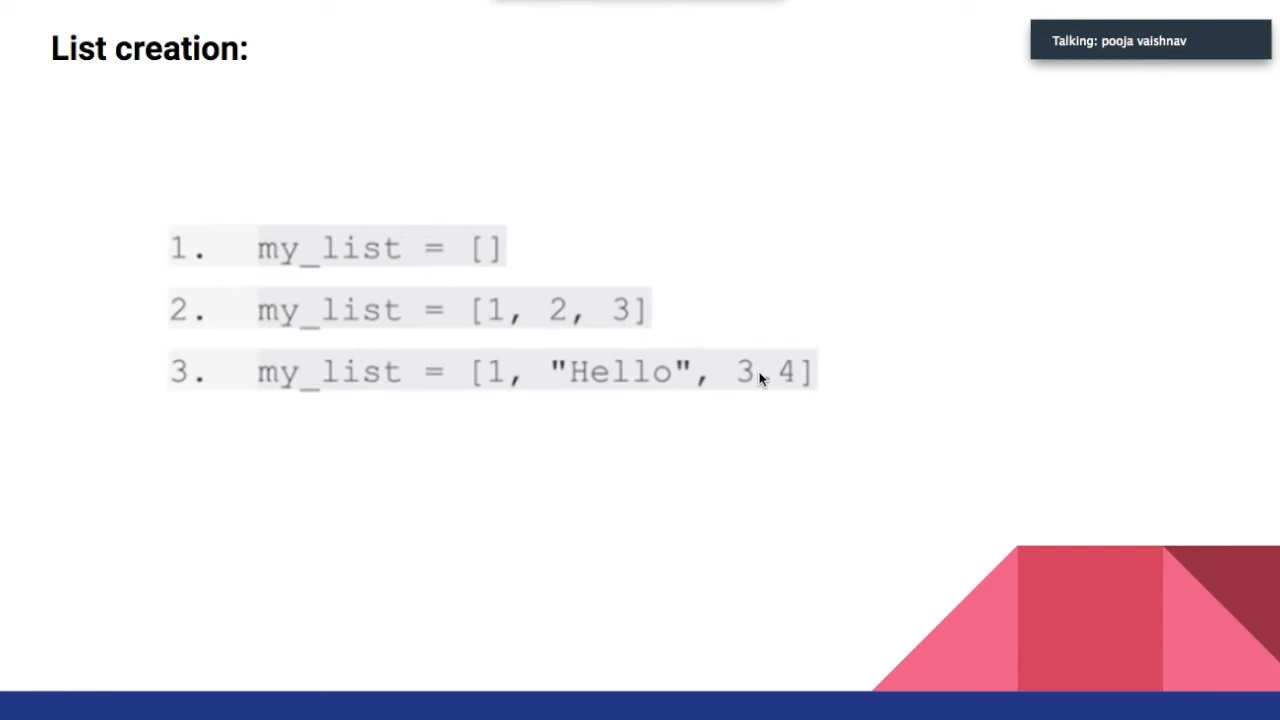 List creation:
Talking: pooja vaishnav
1. my_list = []
2. my_list = [1, 2, 3]
3. my_list = [1, "Hello", 3.4]